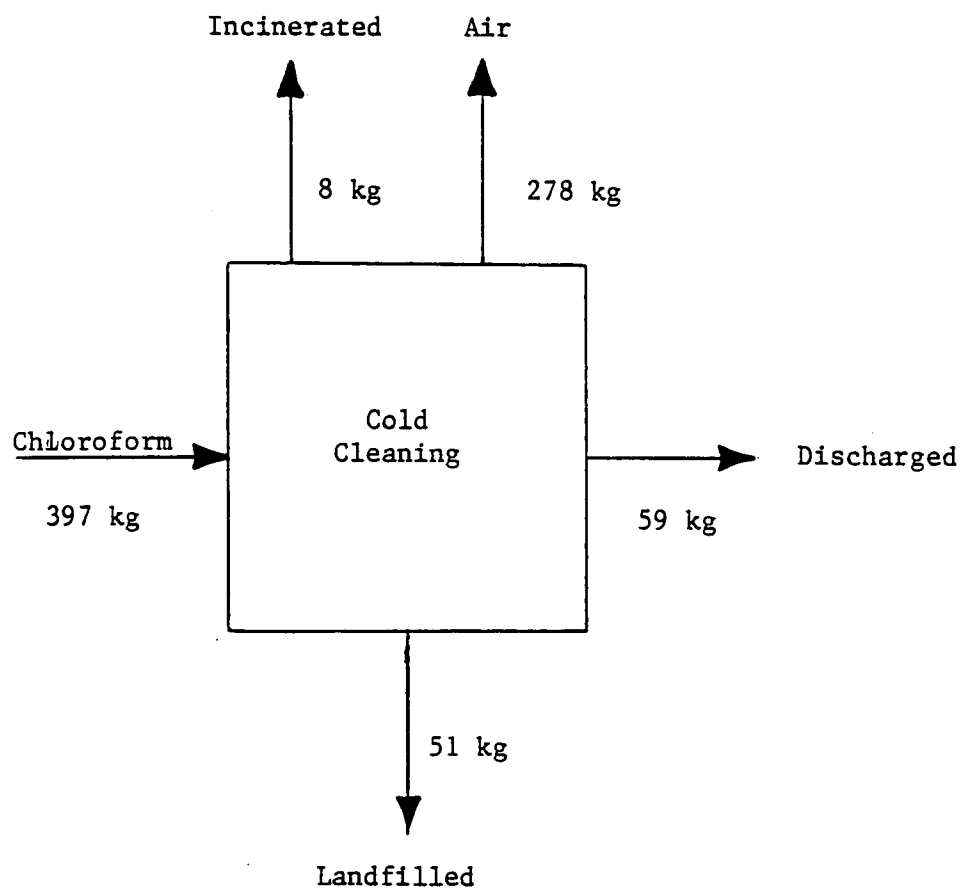 Incinerated Air
8 kg
278 kg
Cold
Cleaning
Chloroform
397 kg
Discharged
59 kg
51 kg
Landfilled